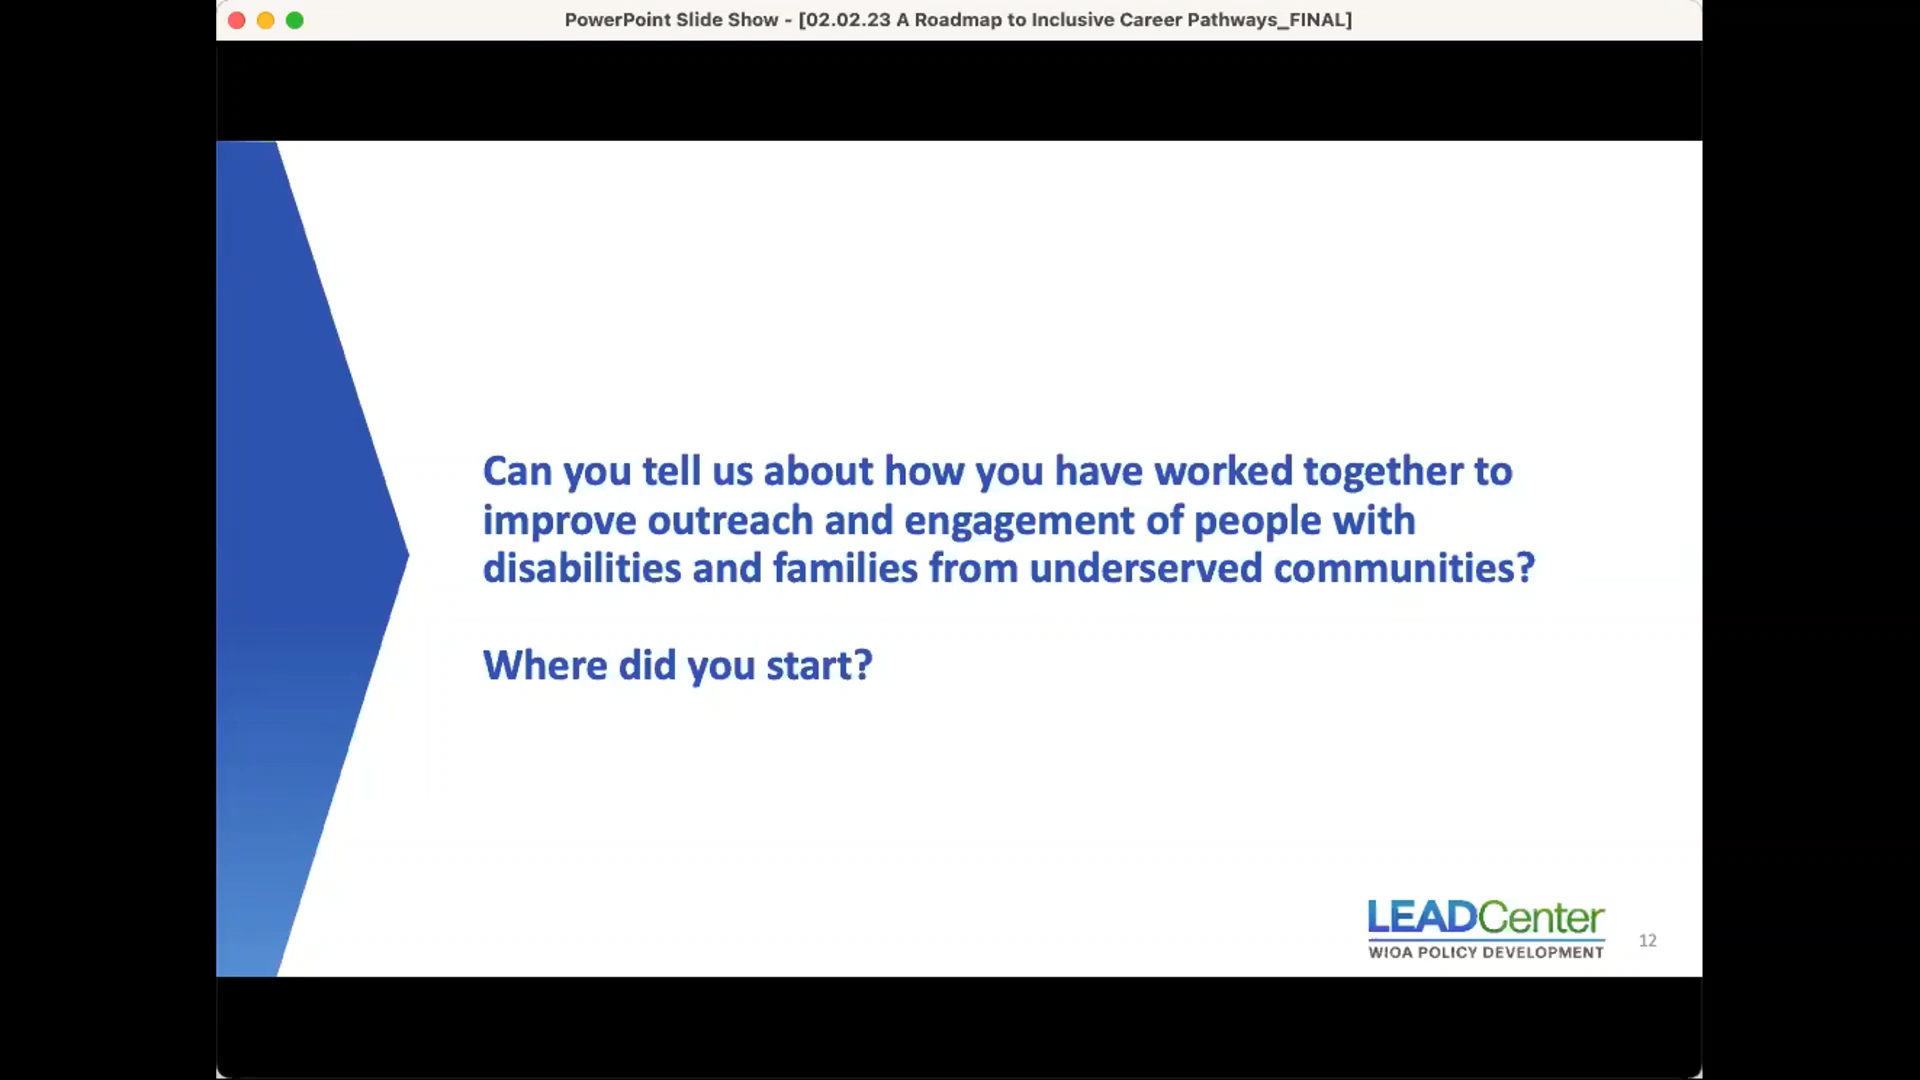 PowerPoint Slide Show - [02.02.23 A Roadmap to Inclusive Career Pathways_FINAL]
Can you tell us about how you have worked together to
improve outreach and engagement of people with
disabilities and families from underserved communities?
Where did you start?
LEADCenter
WIOA POLICY DEVELOPMENT
12